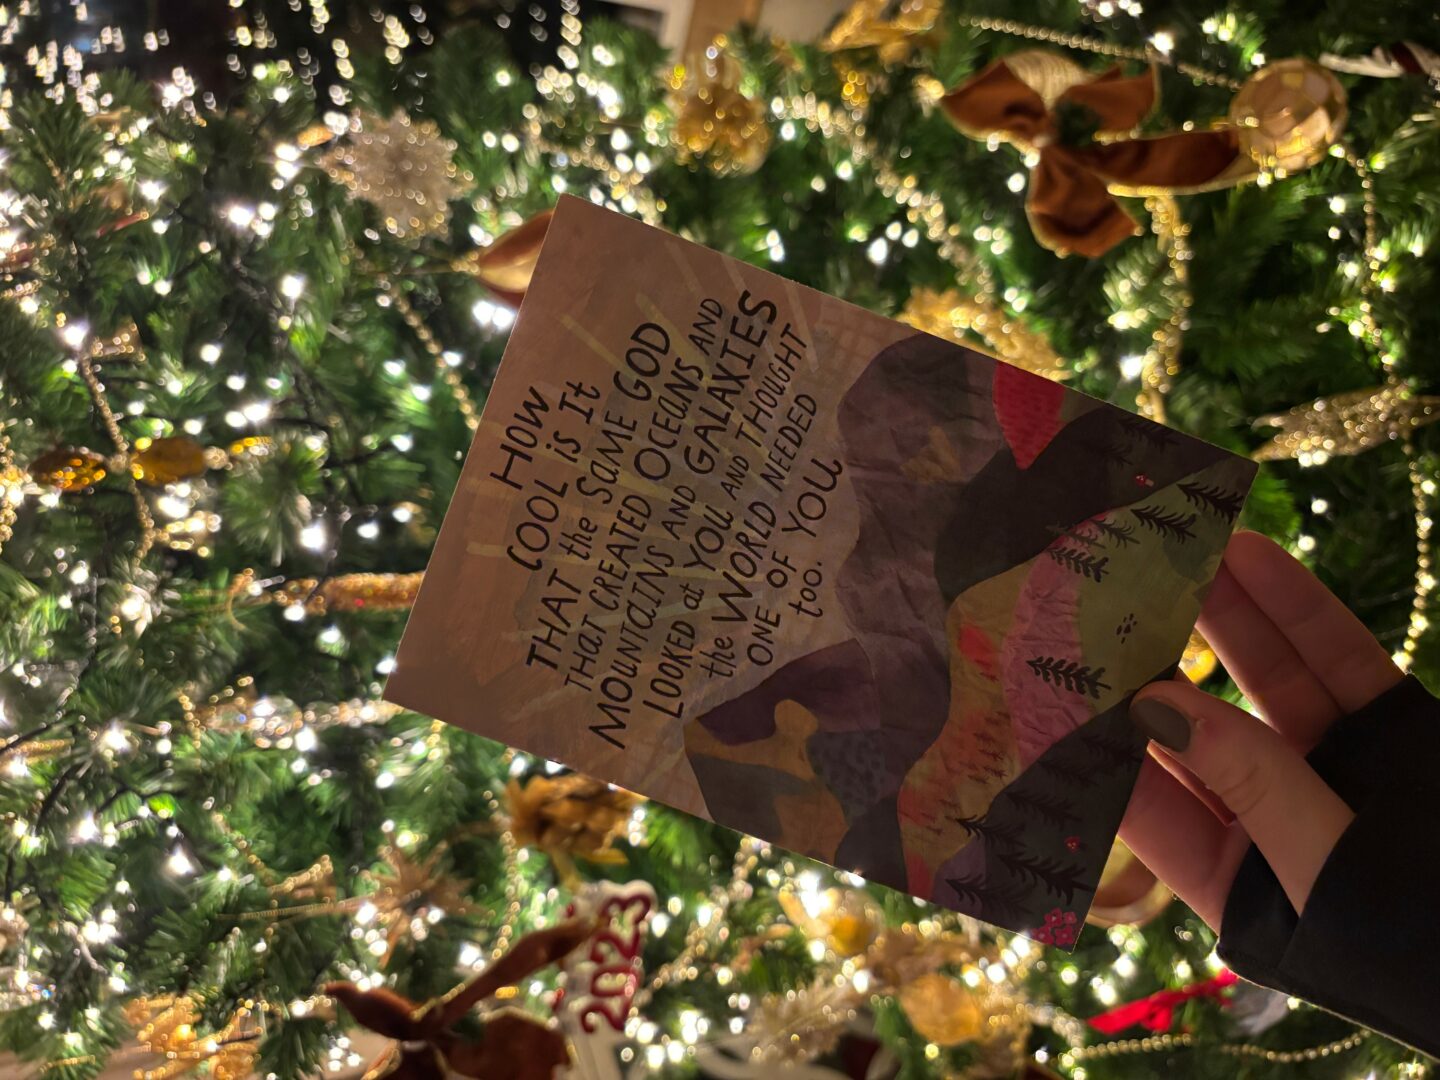 HOW
COOL is It
THAT the SAME GOD
THAT CREATED OCEANS AND
MOUNTAINS AND GALAXIES
LOOKED at YOU AND THOUGHT
the WORLD NEEDED
ONE OF YOU
too.
2023